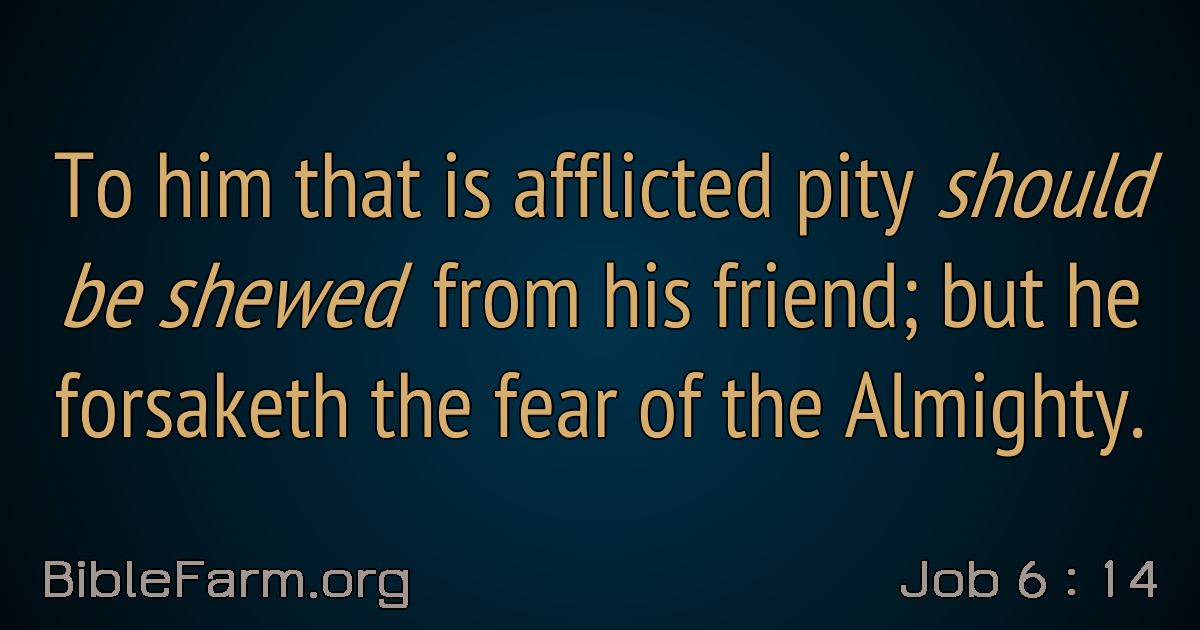 To him that is afflicted pity should
be shewed from his friend; but he
forsaketh the fear of the Almighty.
BibleFarm.org
Job 6 : 14